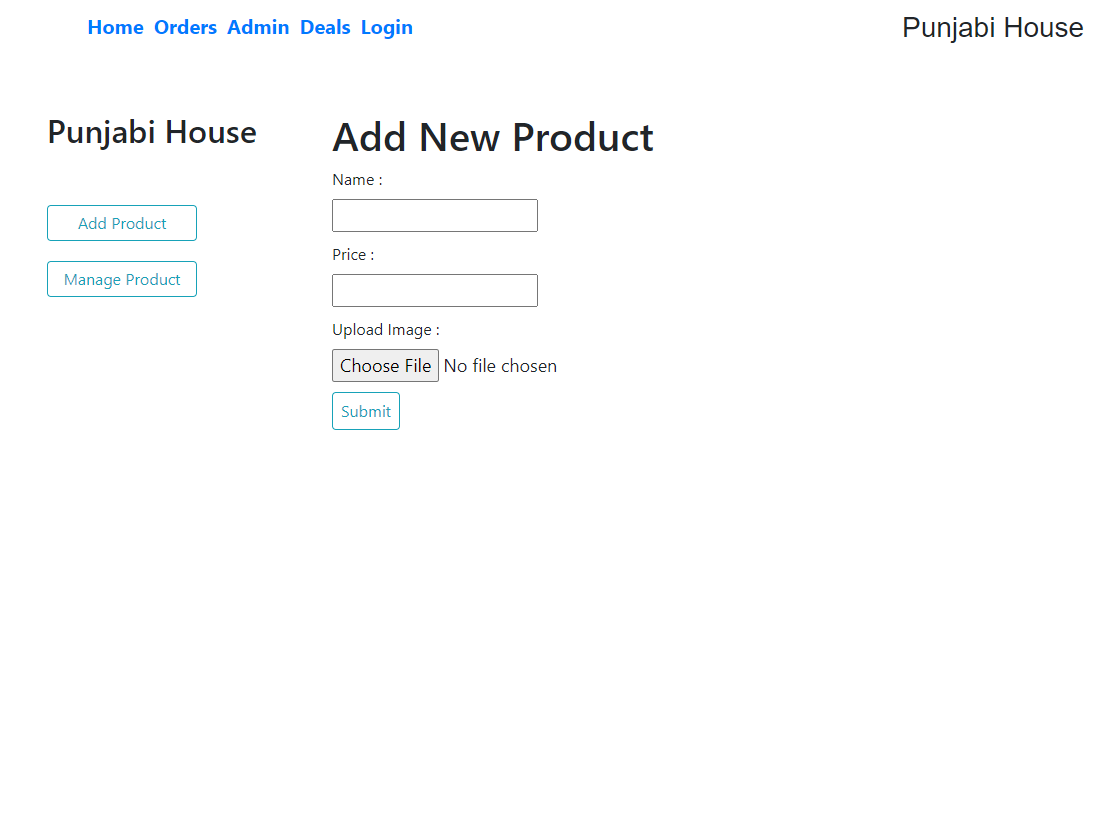 Home Orders Admin Deals Login
Punjabi House
Punjabi House
Add Product
Manage Product
Add New Product
Name :
Price :
Upload Image :
Choose File No file chosen
Submit